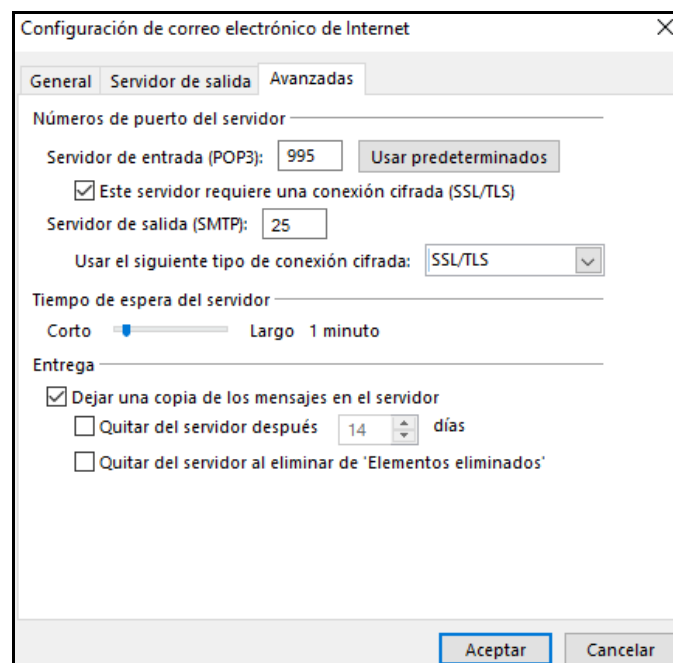 Configuración de correo electrónico de Internet
General Servidor de salida Avanzadas
Números de puerto del servidor
Servidor de entrada (POP3): 995 Usar predeterminados
Este servidor requiere una conexión cifrada (SSL/TLS)
Servidor de salida (SMTP): 25
Usar el siguiente tipo de conexión cifrada: SSL/TLS
Tiempo de espera del servidor
Corto Largo 1 minuto
Entrega
Dejar una copia de los mensajes en el servidor
Quitar del servidor después 14 días
Quitar del servidor al eliminar de 'Elementos eliminados'
Aceptar Cancelar